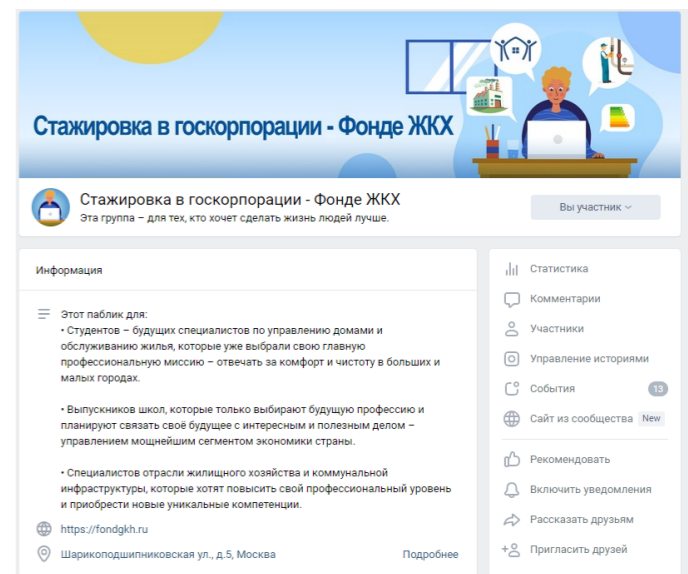 Стажировка в госкорпорации - Фонде ЖКХ
Стажировка в госкорпорации - Фонде ЖКХ
Эта группа – для тех, кто хочет сделать жизнь людей лучше.
Вы участник
Информация
Этот паблик для:
• Студентов – будущих специалистов по управлению домами и
обслуживанию жилья, которые уже выбрали свою главную
профессиональную миссию – отвечать за комфорт и чистоту в больших и
малых городах.
• Выпускников школ, которые только выбирают будущую профессию и
планируют связать своё будущее с интересным и полезным делом –
управлением мощнейшим сегментом экономики страны.
• Специалистов отрасли жилищного хозяйства и коммунальной
инфраструктуры, которые хотят повысить свой профессиональный уровень
и приобрести новые уникальные компетенции.
https://fondgkh.ru
Шарикоподшипниковская ул., д.5, Москва
Подробнее
Статистика
Комментарии
Участники
Управление историями
События 13
Сайт из сообщества New
Рекомендовать
Включить уведомления
Рассказать друзьям
Пригласить друзей